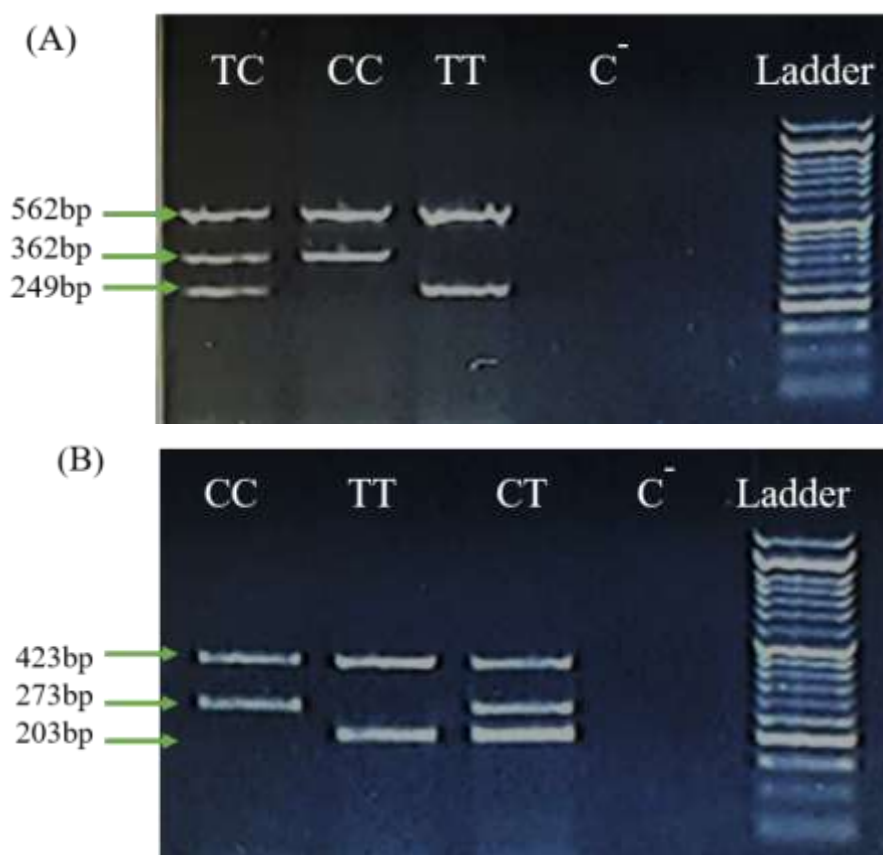 (A)
TC CC TT C⁻ Ladder
562bp
362bp
249bp
(B)
CC TT CT C⁻ Ladder
423bp
273bp
203bp